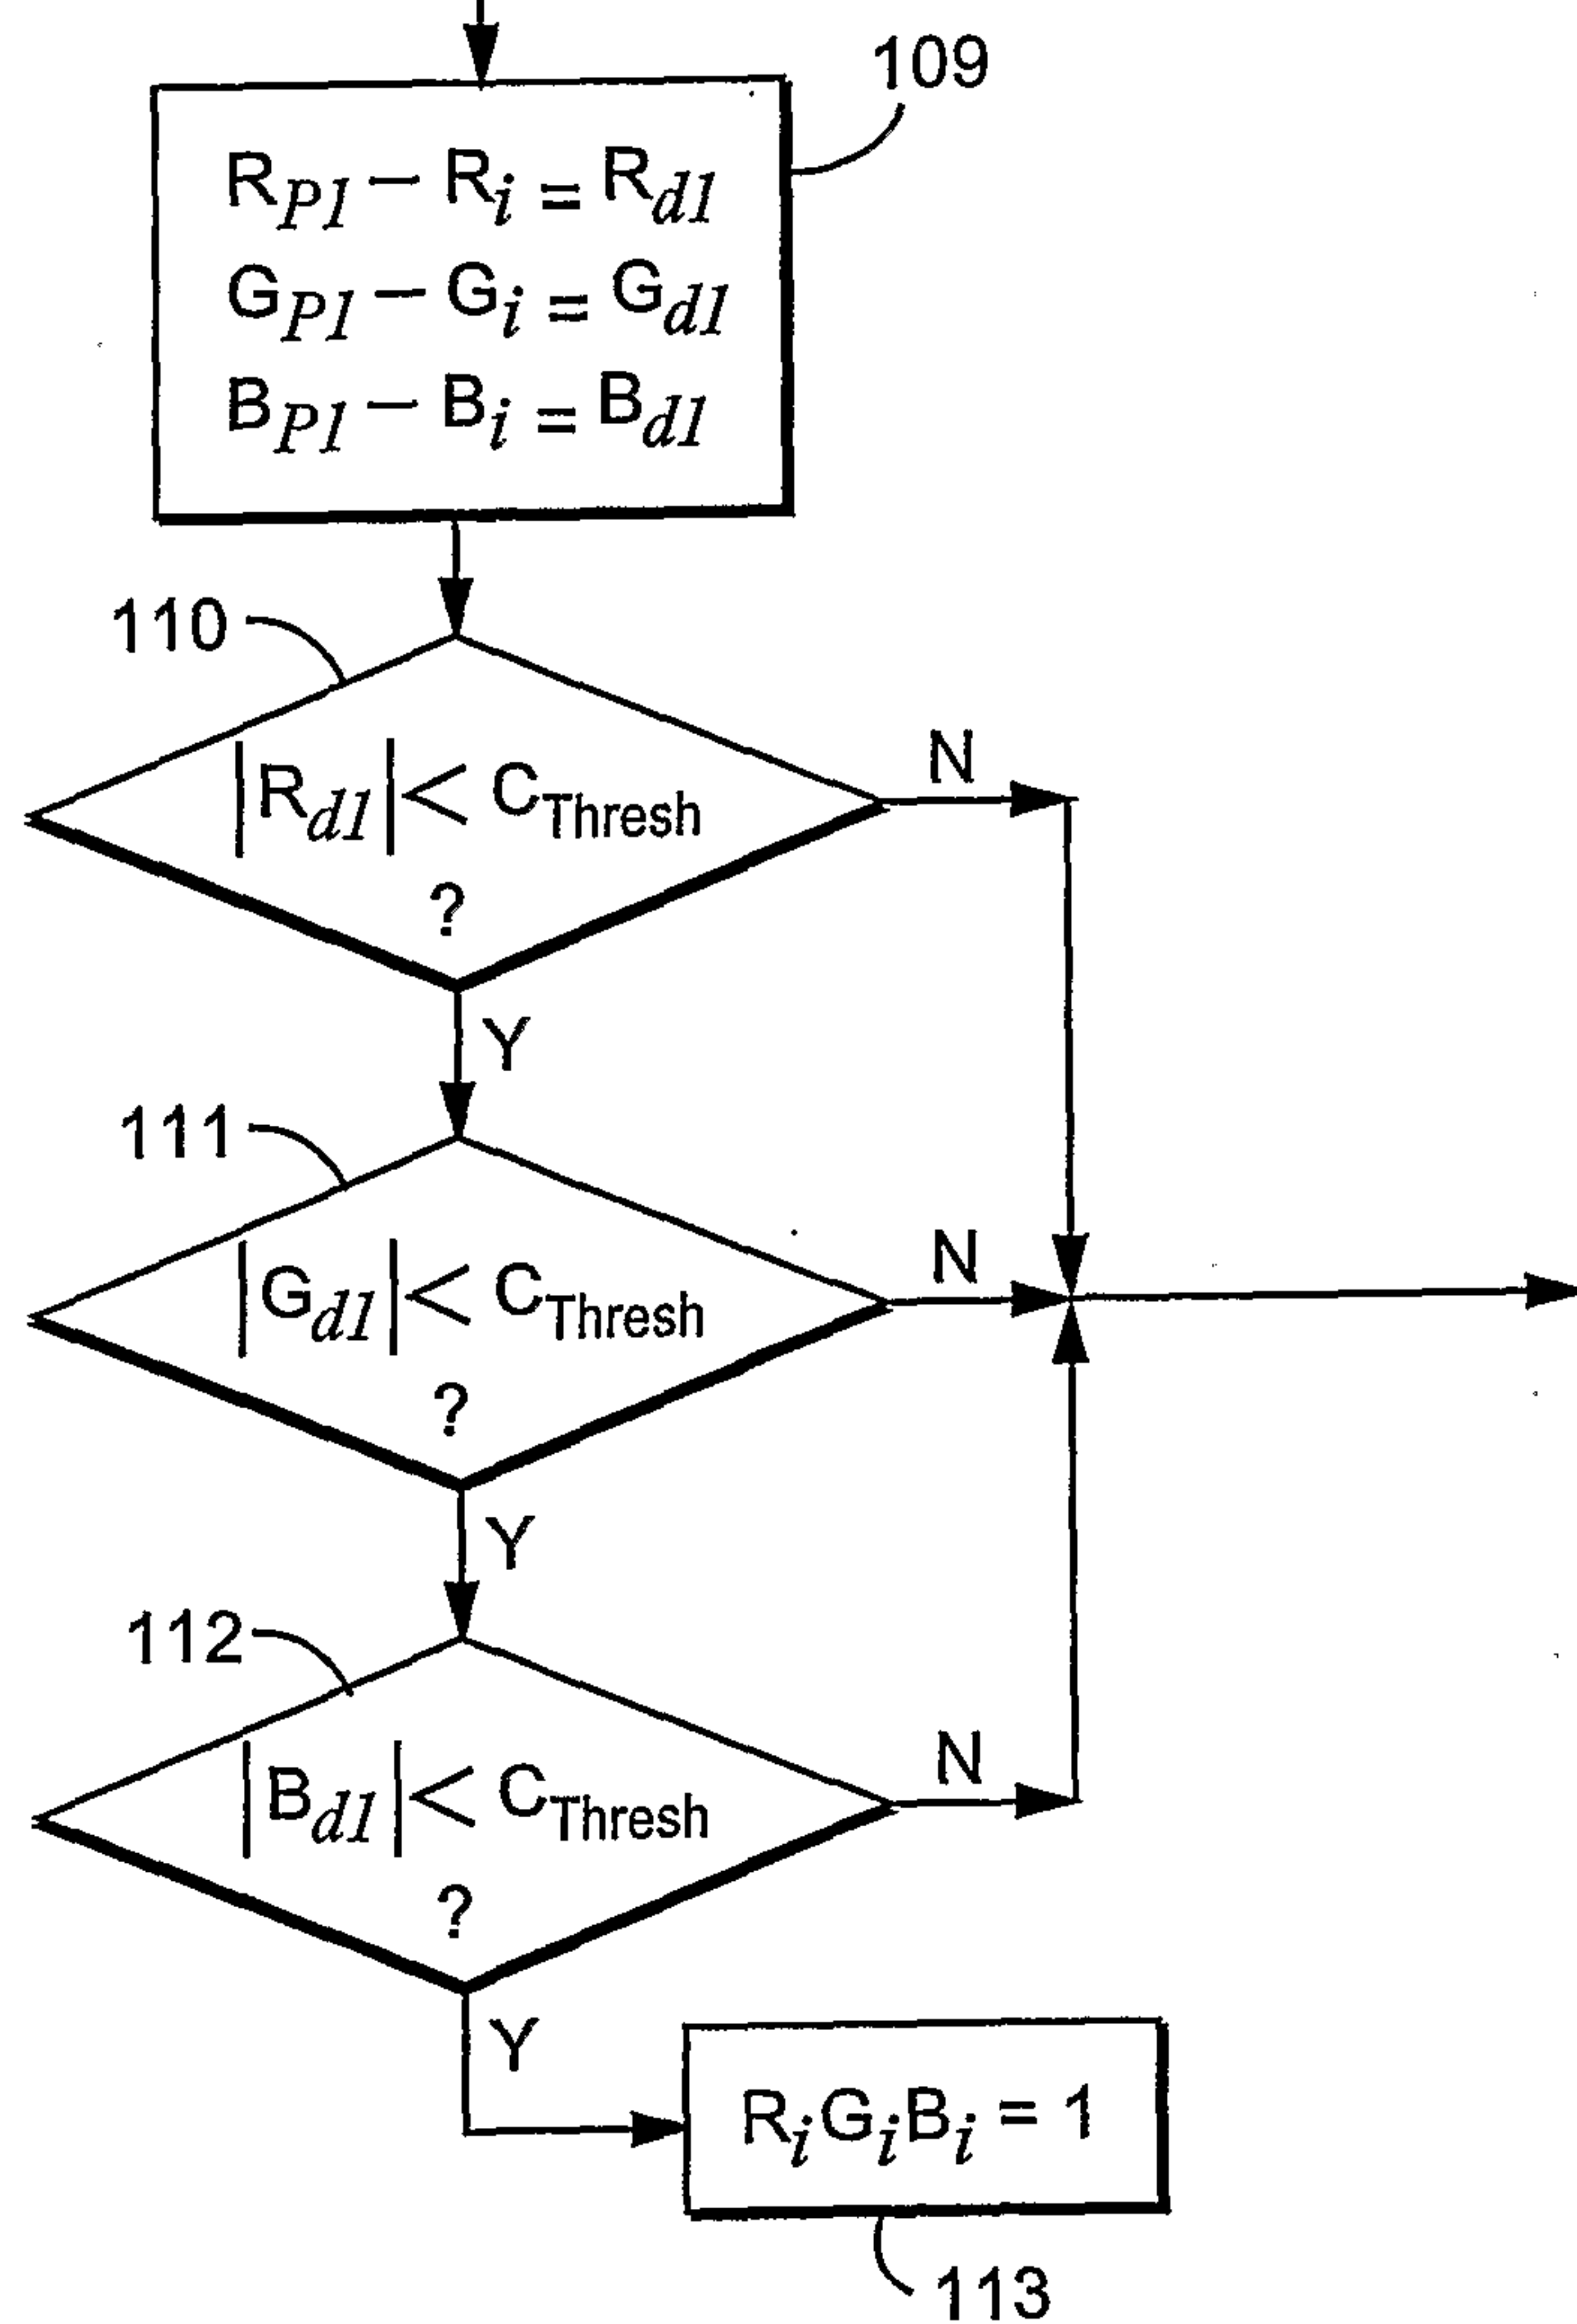 109
R_P1 – R_i = R_d1
G_P1 – G_i = G_d1
B_P1 – B_i = B_d1
110
|R_d1| < C_Thresh
?
N
Y
111
|G_d1| < C_Thresh
?
N
Y
112
|B_d1| < C_Thresh
?
N
Y
R_iG_iB_i = 1
113